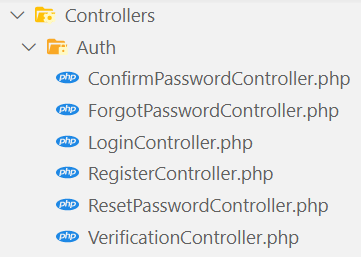 Controllers
Auth
php ConfirmPasswordController.php
php ForgotPasswordController.php
php LoginController.php
php RegisterController.php
php ResetPasswordController.php
php VerificationController.php